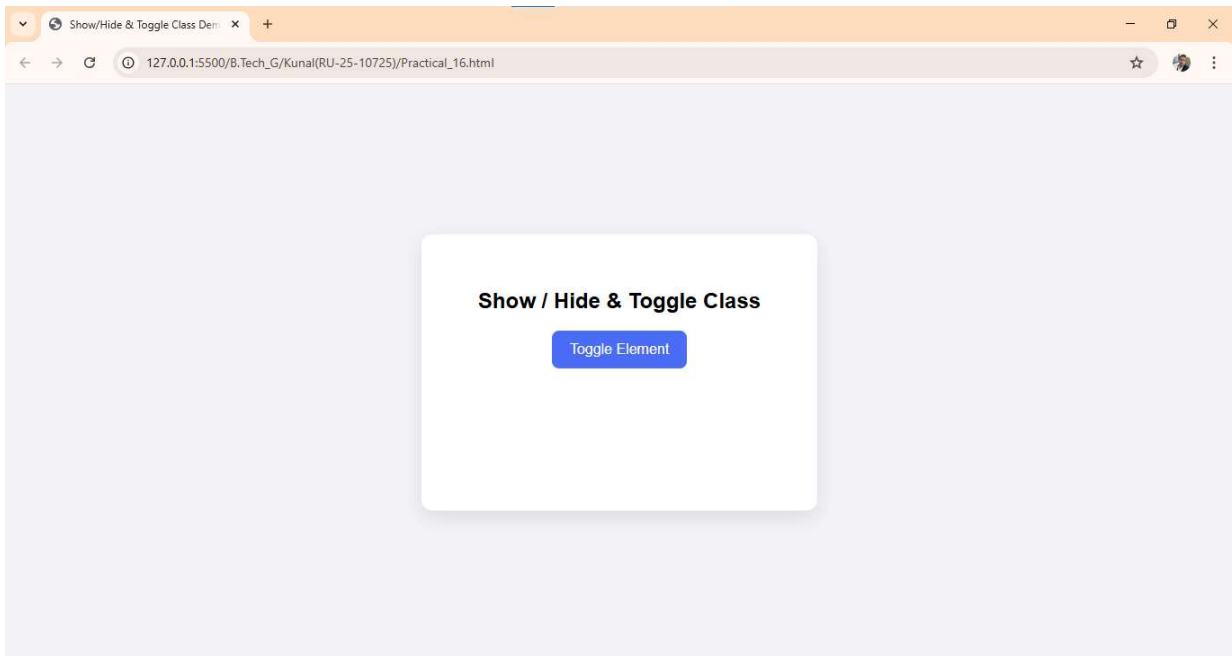 Show/Hide & Toggle Class Dem
127.0.0.1:5500/B.Tech_G/Kunal(RU-25-10725)/Practical_16.html
Show / Hide & Toggle Class
Toggle Element